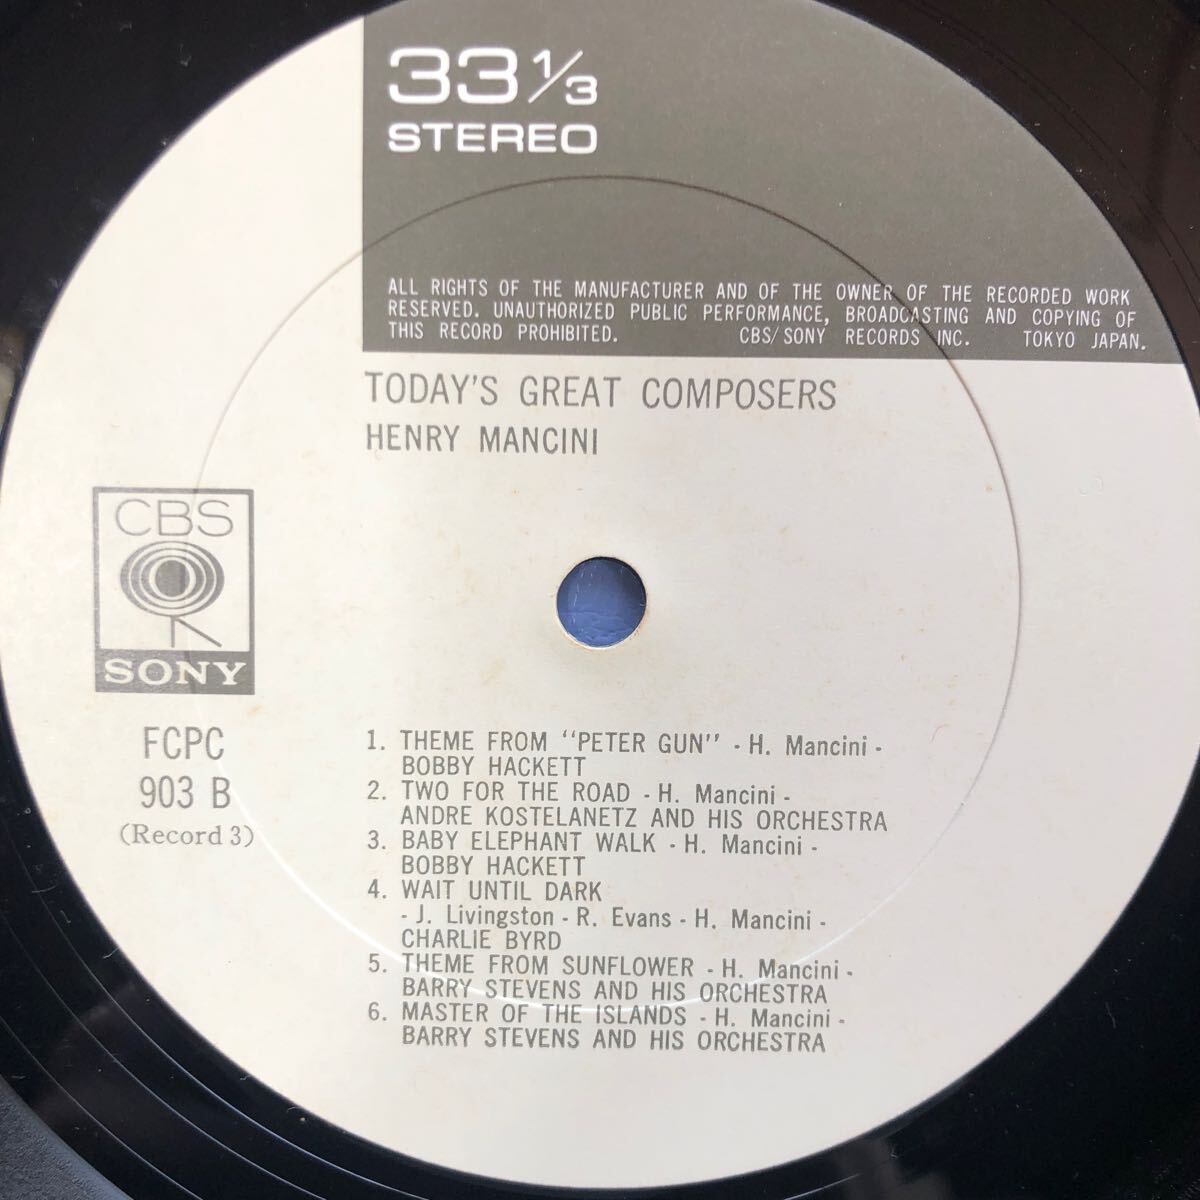 33 1/3
STEREO
ALL RIGHTS OF THE MANUFACTURER AND OF THE OWNER OF THE RECORDED WORK
RESERVED. UNAUTHORIZED PUBLIC PERFORMANCE, BROADCASTING AND COPYING OF
THIS RECORD PROHIBITED. CBS/SONY RECORDS INC. TOKYO JAPAN.
TODAY'S GREAT COMPOSERS
HENRY MANCINI
CBS
SONY
FCPC
903 B
(Record 3)
1. THEME FROM "PETER GUN" - H. Mancini -
BOBBY HACKETT
2. TWO FOR THE ROAD - H. Mancini -
ANDRE KOSTELANETZ AND HIS ORCHESTRA
3. BABY ELEPHANT WALK - H. Mancini -
BOBBY HACKETT
4. WAIT UNTIL DARK
- J. Livingston - R. Evans - H. Mancini -
CHARLIE BYRD
5. THEME FROM SUNFLOWER - H. Mancini -
BARRY STEVENS AND HIS ORCHESTRA
6. MASTER OF THE ISLANDS - H. Mancini -
BARRY STEVENS AND HIS ORCHESTRA